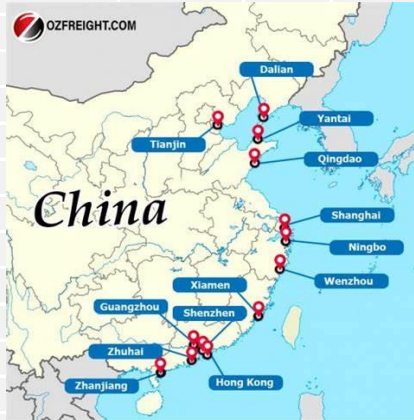 OZFREIGHT.COM
Dalian
Yantai
Tianjin
Qingdao
China
Shanghai
Ningbo
Wenzhou
Xiamen
Guangzhou
Shenzhen
Zhuhai
Hong Kong
Zhanjiang